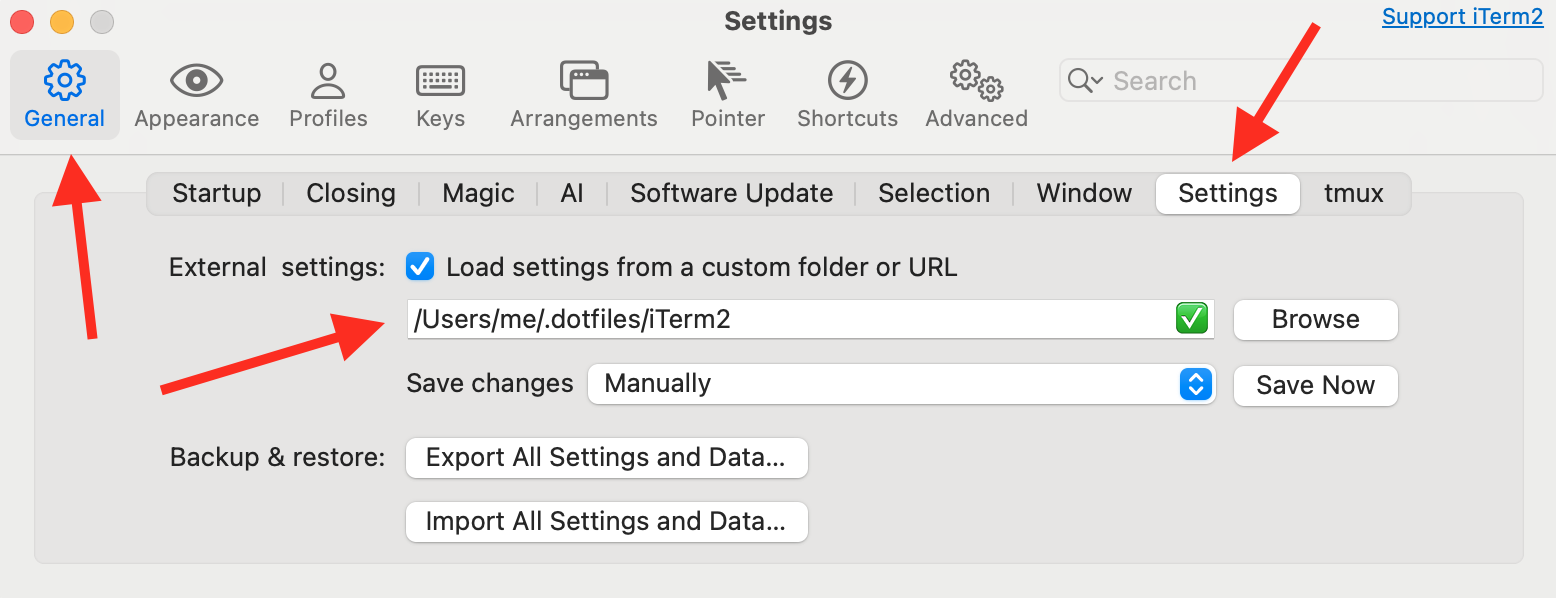 Settings
Support iTerm2
General Appearance Profiles Keys Arrangements Pointer Shortcuts Advanced Search
Startup Closing Magic AI Software Update Selection Window Settings tmux
External settings: Load settings from a custom folder or URL
/Users/me/.dotfiles/iTerm2 Browse
Save changes Manually Save Now
Backup & restore: Export All Settings and Data...
Import All Settings and Data...